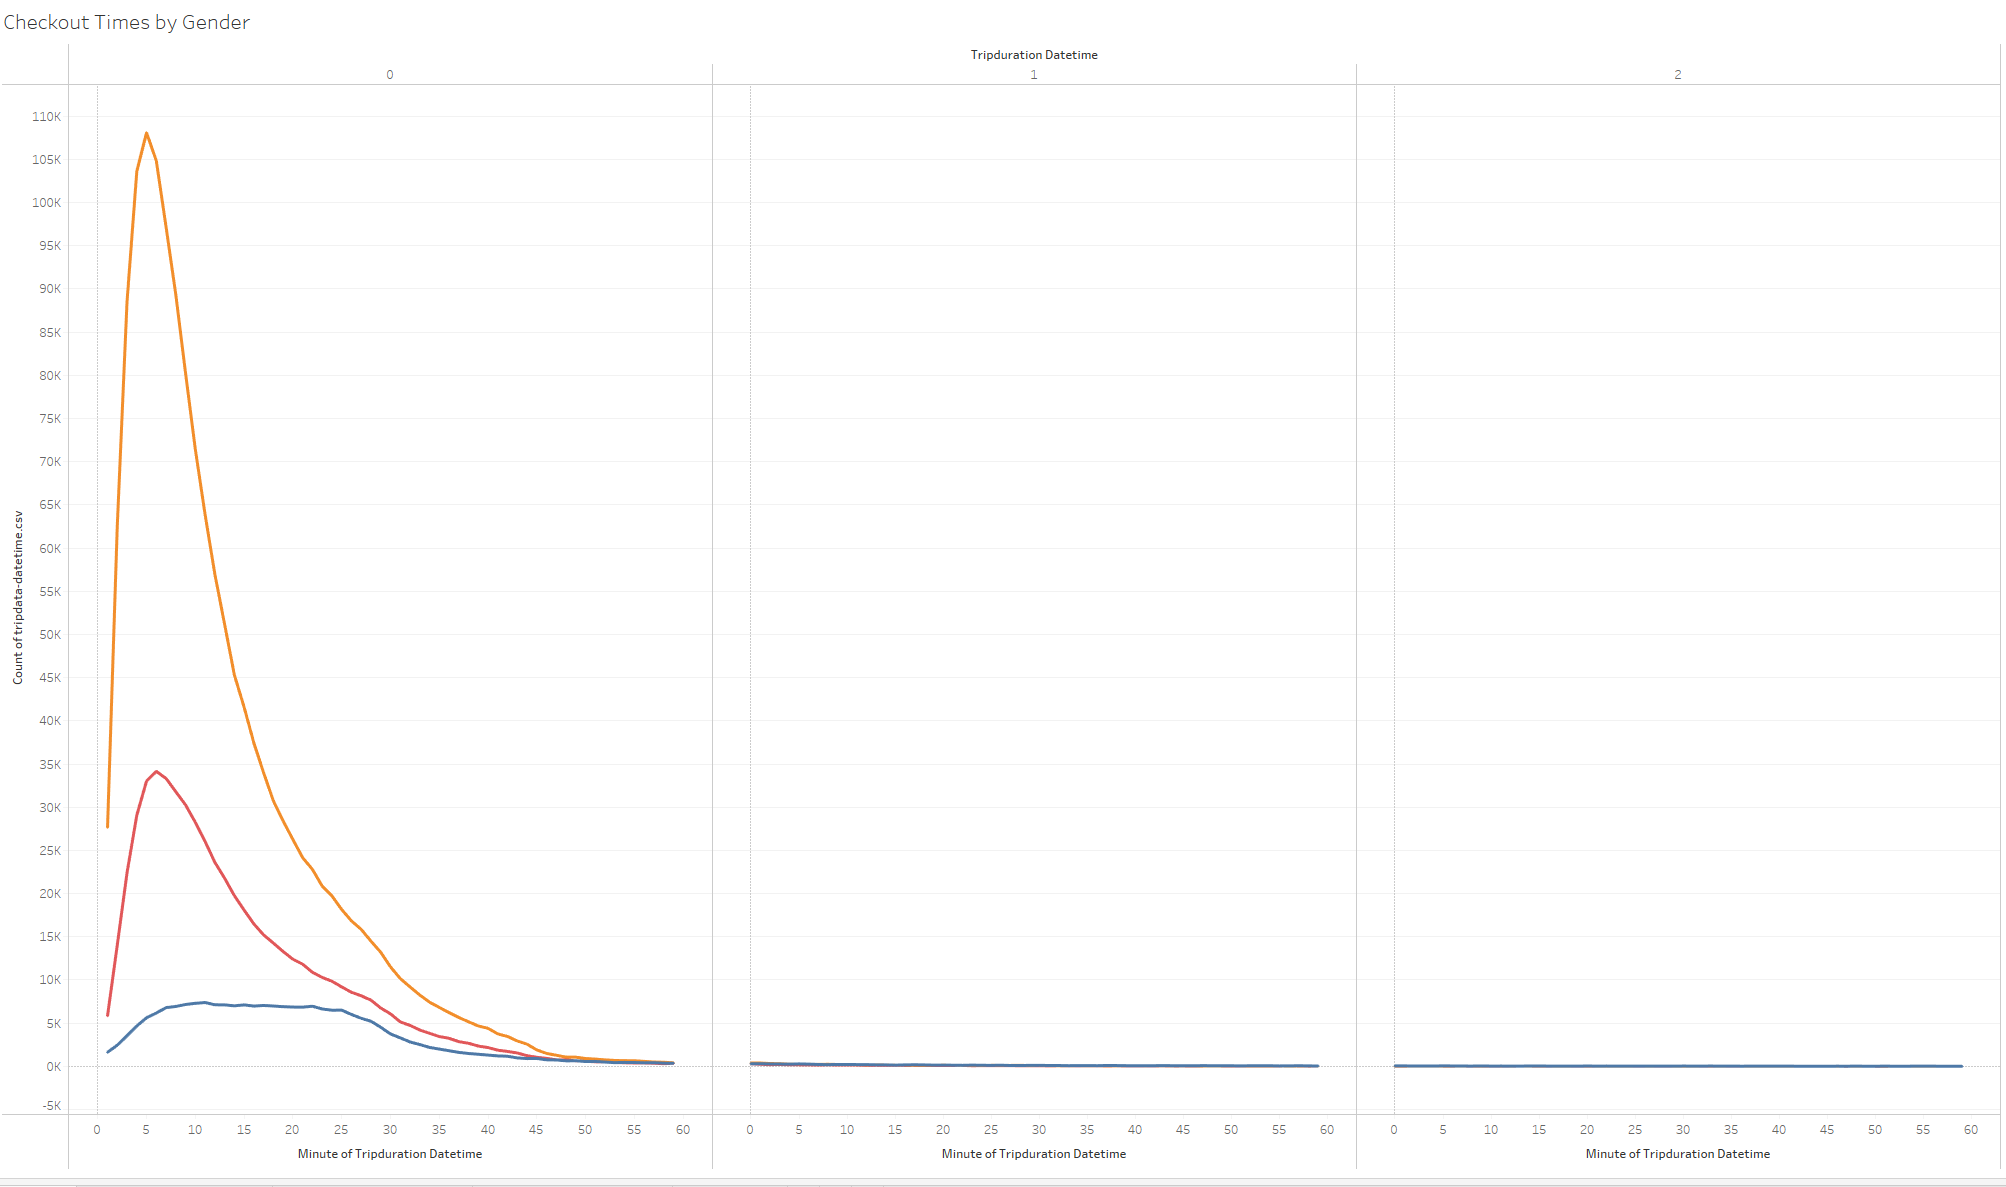 Checkout Times by Gender
Tripduration Datetime
0 1 2
110K
105K
100K
95K
90K
85K
80K
75K
70K
65K
60K
55K
50K
45K
40K
35K
30K
25K
20K
15K
10K
5K
0K
-5K
Count of tripdata-datetime.csv
0 5 10 15 20 25 30 35 40 45 50 55 60 0 5 10 15 20 25 30 35 40 45 50 55 60 0 5 10 15 20 25 30 35 40 45 50 55 60
Minute of Tripduration Datetime Minute of Tripduration Datetime Minute of Tripduration Datetime